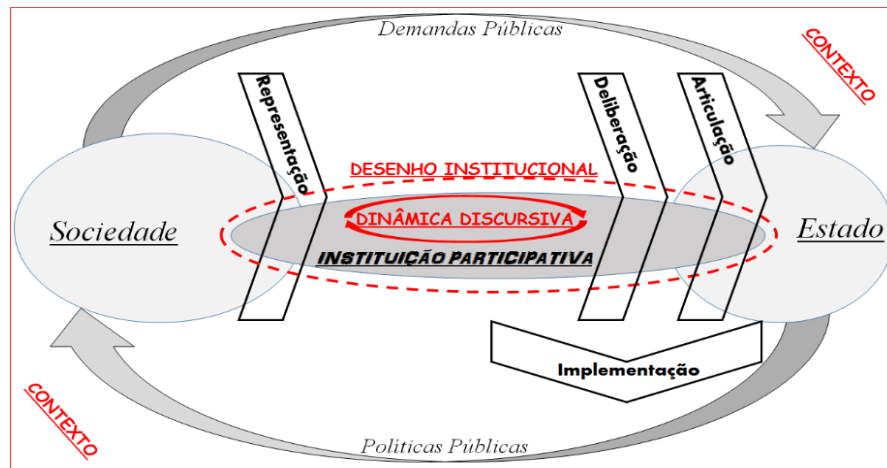 Demandas Públicas
CONTEXTO
Representação
Deliberação
Articulação
DESENHO INSTITUCIONAL
DINÂMICA DISCURSIVA
Sociedade
Estado
INSTITUIÇÃO PARTICIPATIVA
Implementação
CONTEXTO
Políticas Públicas